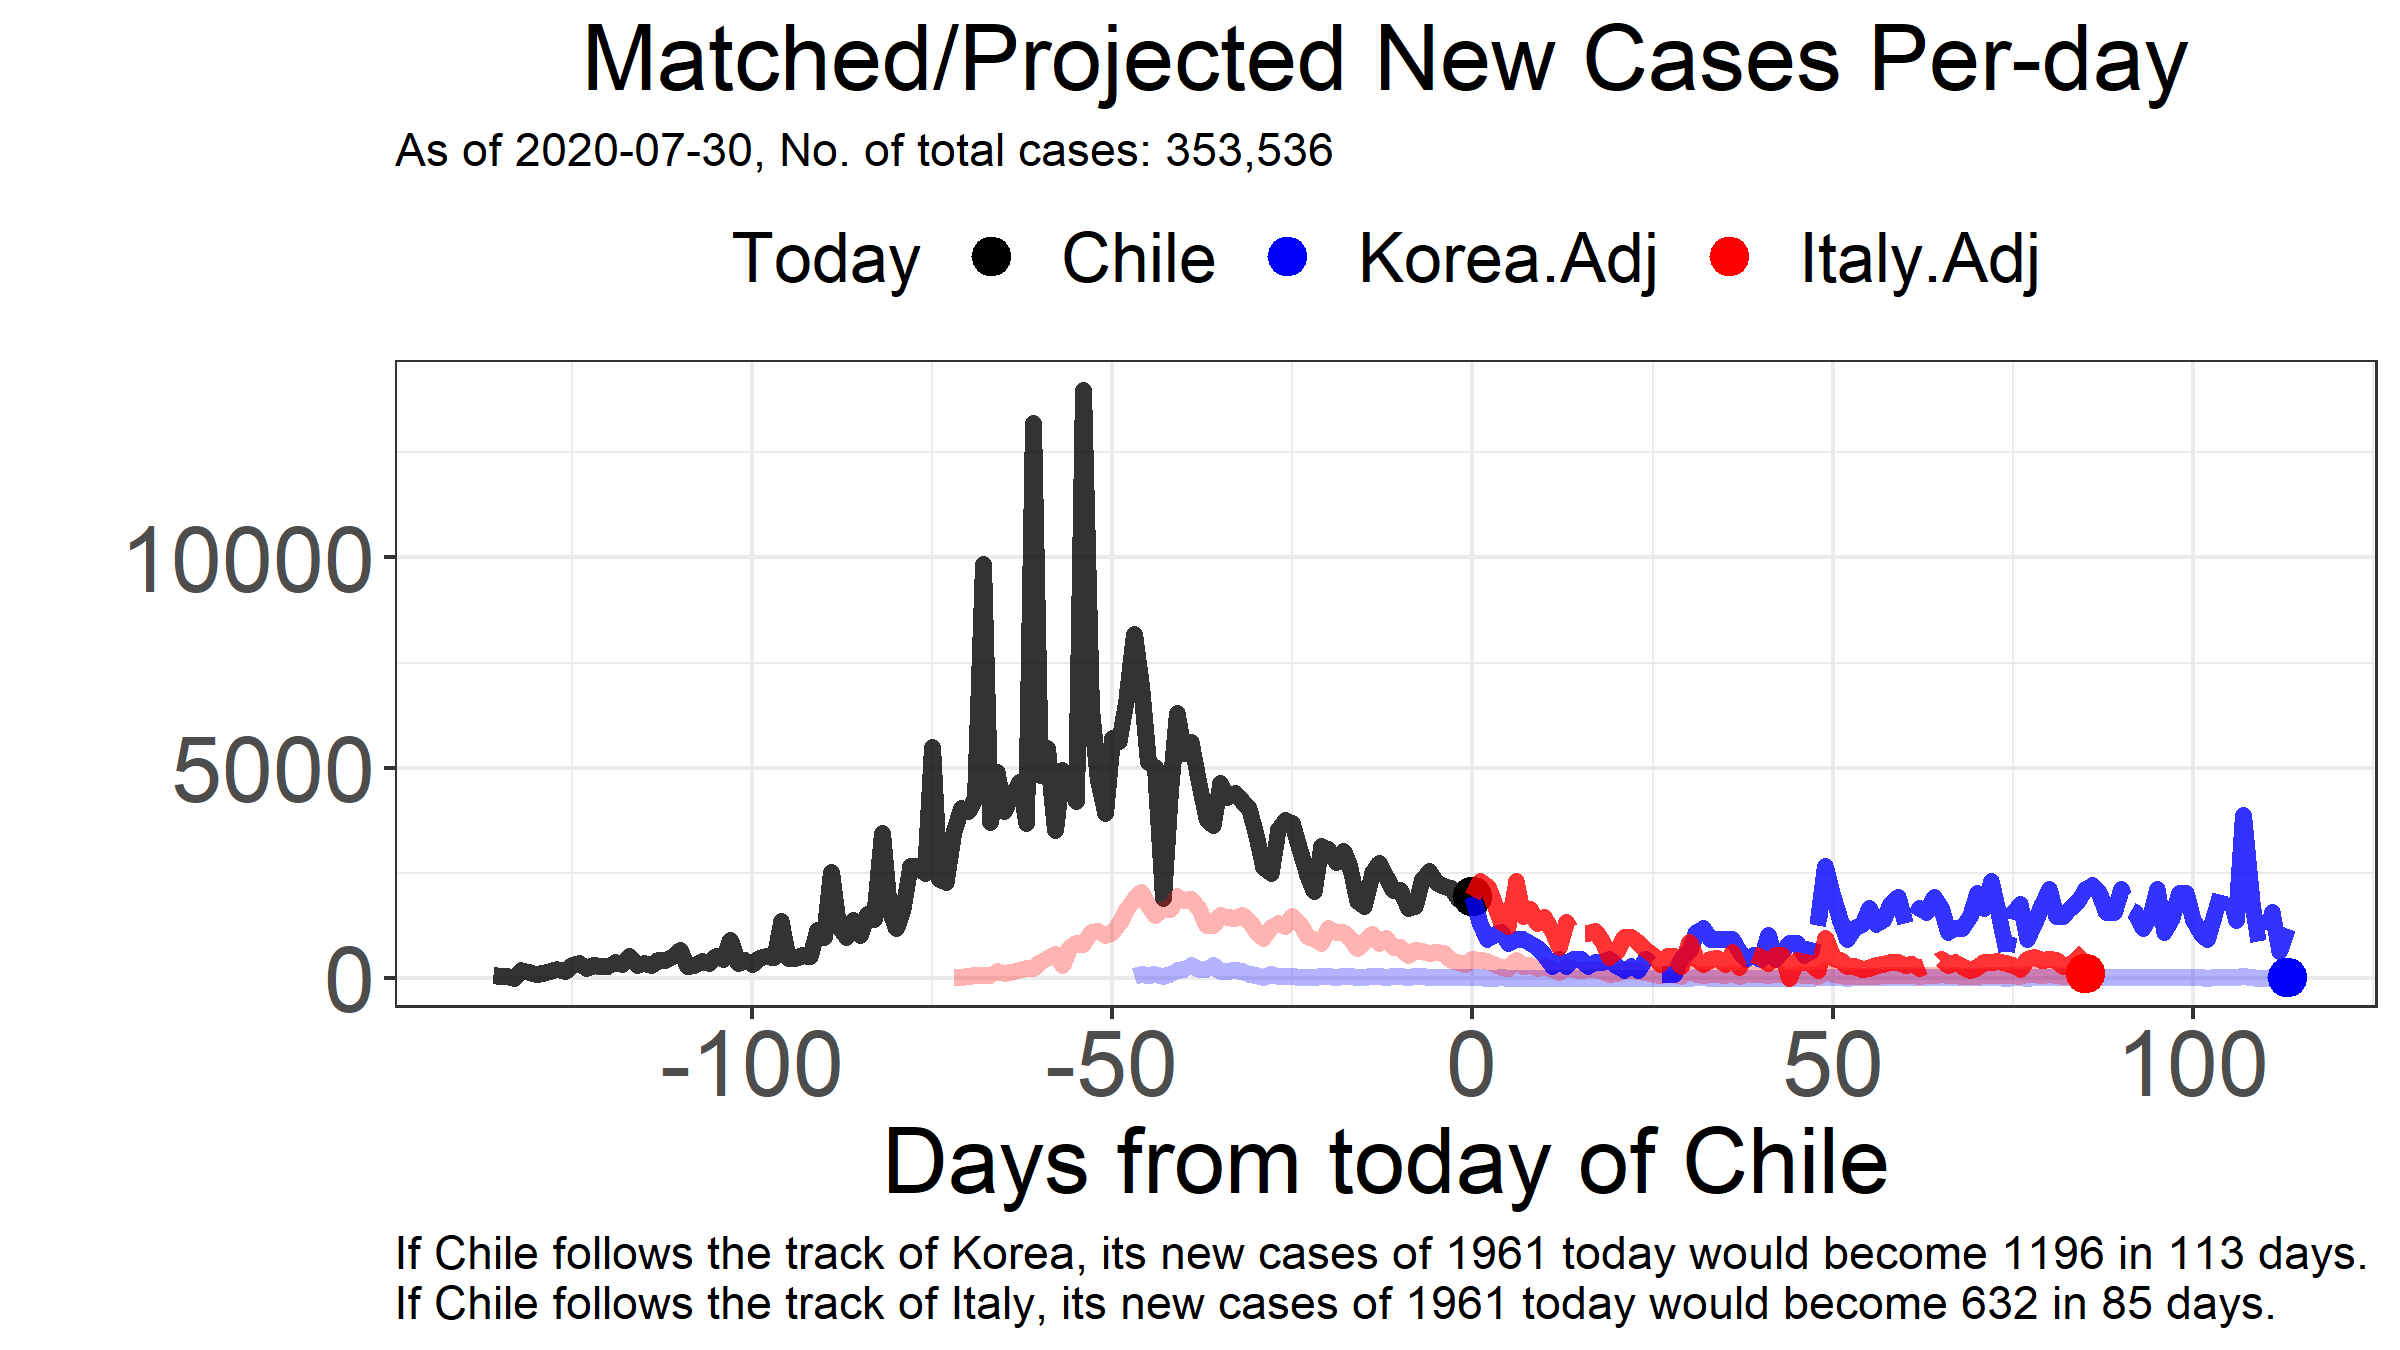 Matched/Projected New Cases Per-day
As of 2020-07-30, No. of total cases: 353,536
Today Chile Korea.Adj Italy.Adj
10000
5000
0
-100 -50 0 50 100
Days from today of Chile
If Chile follows the track of Korea, its new cases of 1961 today would become 1196 in 113 days.
If Chile follows the track of Italy, its new cases of 1961 today would become 632 in 85 days.